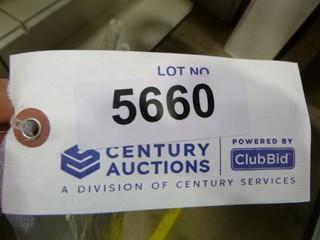 LOT NO
5660
CENTURY
AUCTIONS
POWERED BY
ClubBid
A DIVISION OF CENTURY SERVICES